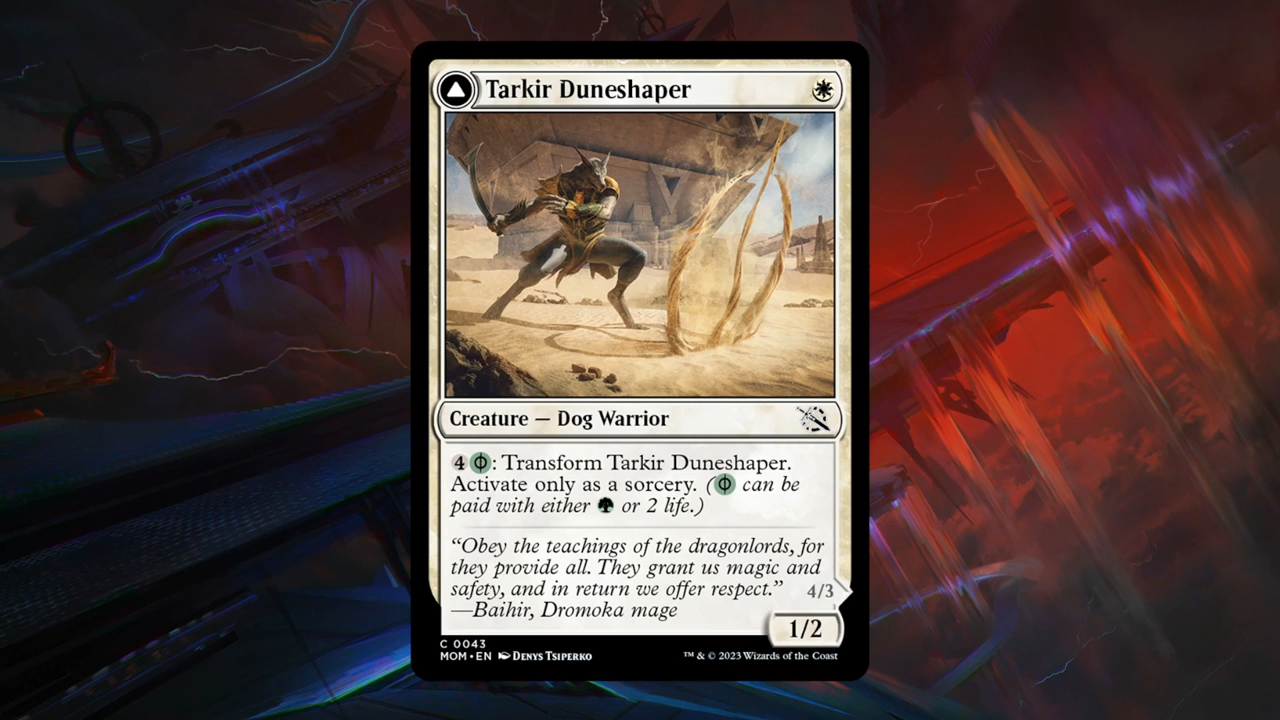 Tarkir Duneshaper
Creature — Dog Warrior
4: Transform Tarkir Duneshaper.
Activate only as a sorcery. ( can be
paid with either or 2 life.)
“Obey the teachings of the dragonlords, for
they provide all. They grant us magic and
safety, and in return we offer respect.”
—Baihir, Dromoka mage
4/3
1/2
C 0043
MOM • EN Denys Tsiperko
™ & © 2023 Wizards of the Coast